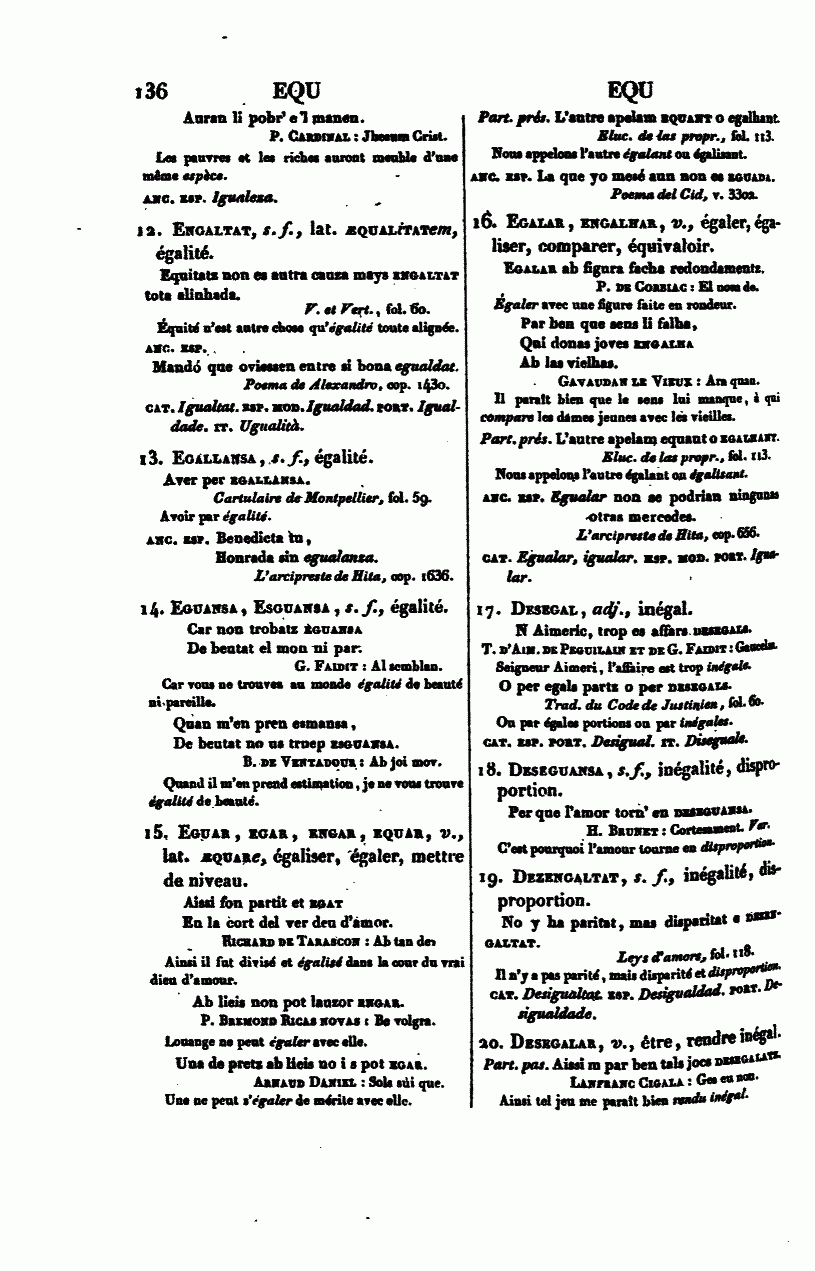 136 EQU EQU
Auran li pobr' e'l manen.
P. CARDINAL : Jhesum Crist.
Les pauvres et les riches auront meuble d'une
même espèce.
ANC. ESP. Igualeza.
12. ENGALTAT, s. f., lat. ÆQUALITATem,
égalité.
Equitatz non es autra causa mays ENGALTAT
tota alinhada.
V. et Vert., fol. 60.
Équité n'est autre chose qu'égalité toute alignée.
ANC. ESP.
Mandó que oviessen entre si bona egualdat.
Poema de Alexandro, cop. 1430.
CAT. Igualtat. ESP. MOD. Igualdad. PORT. Igual-
dade. IT. Ugualità.
13. EGALLANSA, s. f., égalité.
Aver per EGALLANSA.
Cartulaire de Montpellier, fol. 59.
Avoir par égalité.
ANC. ESP. Benedicta tu,
Honrada sin egualanza.
L'arcipreste de Hita, cop. 1636.
14. EGUANSA, ESGUANSA, s. f., égalité.
Car non trobatz EGUANSA
De beutat el mon ni par.
G. FAIDIT : Al semblan.
Car vous ne trouvez au monde égalité de beauté
ni pareille.
Quan m'en pren esmansa,
De beutat no us truep ESGUANSA.
B. DE VENTADOUR : Ab joi mov.
Quand il m'en prend estimation, je ne vous trouve
égalité de beauté.
15. EGUAR, EGAR, ENGAR, EQUAR, v.,
lat. ÆQUARe, égaliser, égaler, mettre
de niveau.
Aissi fon partit et EGAT
En la cort del ver deu d'amor.
RICHARD DE TARASCON : Ab tan de
Ainsi il fut divisé et égalisé dans la cour du vrai
dieu d'amour.
Ab lieis non pot lauzor ENGAR.
P. BREMOND RICAS NOVAS : Be volgra.
Louange ne peut égaler avec elle.
Uns de pretz ab lieis no i s pot EGAR.
ARNAUD DANIEL : Sols sui que.
Une ne peut s'égaler de mérite avec elle.
Part. prés. L'autre apelam EQUANT o egalhant.
Eluc. de las propr., fol. 113.
Nous appelons l'autre égalant ou égalisant.
ANC. ESP. La que yo mesé aun non es EGUADA.
Poema del Cid, v. 3302.
16. EGALAR, ENGALHAR, v., égaler, éga-
liser, comparer, équivaloir.
EGALAR ab figura facha redondaments.
P. DE CORBIAC : El nom de.
Égaler avec une figure faite en rondeur.
Par ben que sens li falha,
Qui donas joves ENGALHA
Ab las vielhas.
GAVAUDAN LE VIEUX : Ara quan.
Il paraît bien que le sens lui manque, à qui
compare les dames jeunes avec les vieilles.
Part. prés. L'autre apelam equant o EGALHANT.
Eluc. de las propr., fol. 113.
Nous appelons l'autre égalant ou égalisant.
ANC. ESP. Egualar non se podrian ningunas
otras mercedes.
L'arcipreste de Hita, cop. 656.
CAT. Egualar, igualar. ESP. MOD. PORT. Igua-
lar.
17. DESEGAL, adj., inégal.
N Aimeric, trop es affars DESEGALS.
T. D'AIM. DE PEGUILAIN ET DE G. FAIDIT : Gaucelm.
Seigneur Aimeri, l'affaire est trop inégale.
O per egals partz o per DESEGALS.
Trad. du Code de Justinien, fol. 60.
Ou par égales portions ou par inégales.
CAT. ESP. PORT. Desigual. IT. Diseguale.
18. DESEGUANSA, s. f., inégalité, dispro-
portion.
Per que l'amor torn' en DESEGUANSA.
H. BRUNET : Cortesament. Var.
C'est pourquoi l'amour tourne en disproportion.
19. DEZENGALTAT, s. f., inégalité, dis-
proportion.
No y ha paritat, mas disparitat e DEZEN-
GALTAT.
Leys d'amors, fol. 118.
Il n'y a pas parité, mais disparité et disproportion.
CAT. Desigualtat. ESP. Desigualdad. PORT. De-
sigualdade.
20. DESEGALAR, v., être, rendre inégal.
Part. pas. Aissi m par ben tals jocs DESEGALATZ.
LANFRANC CIGALA : Ges eu non.
Ainsi tel jeu me paraît bien rendu inégal.